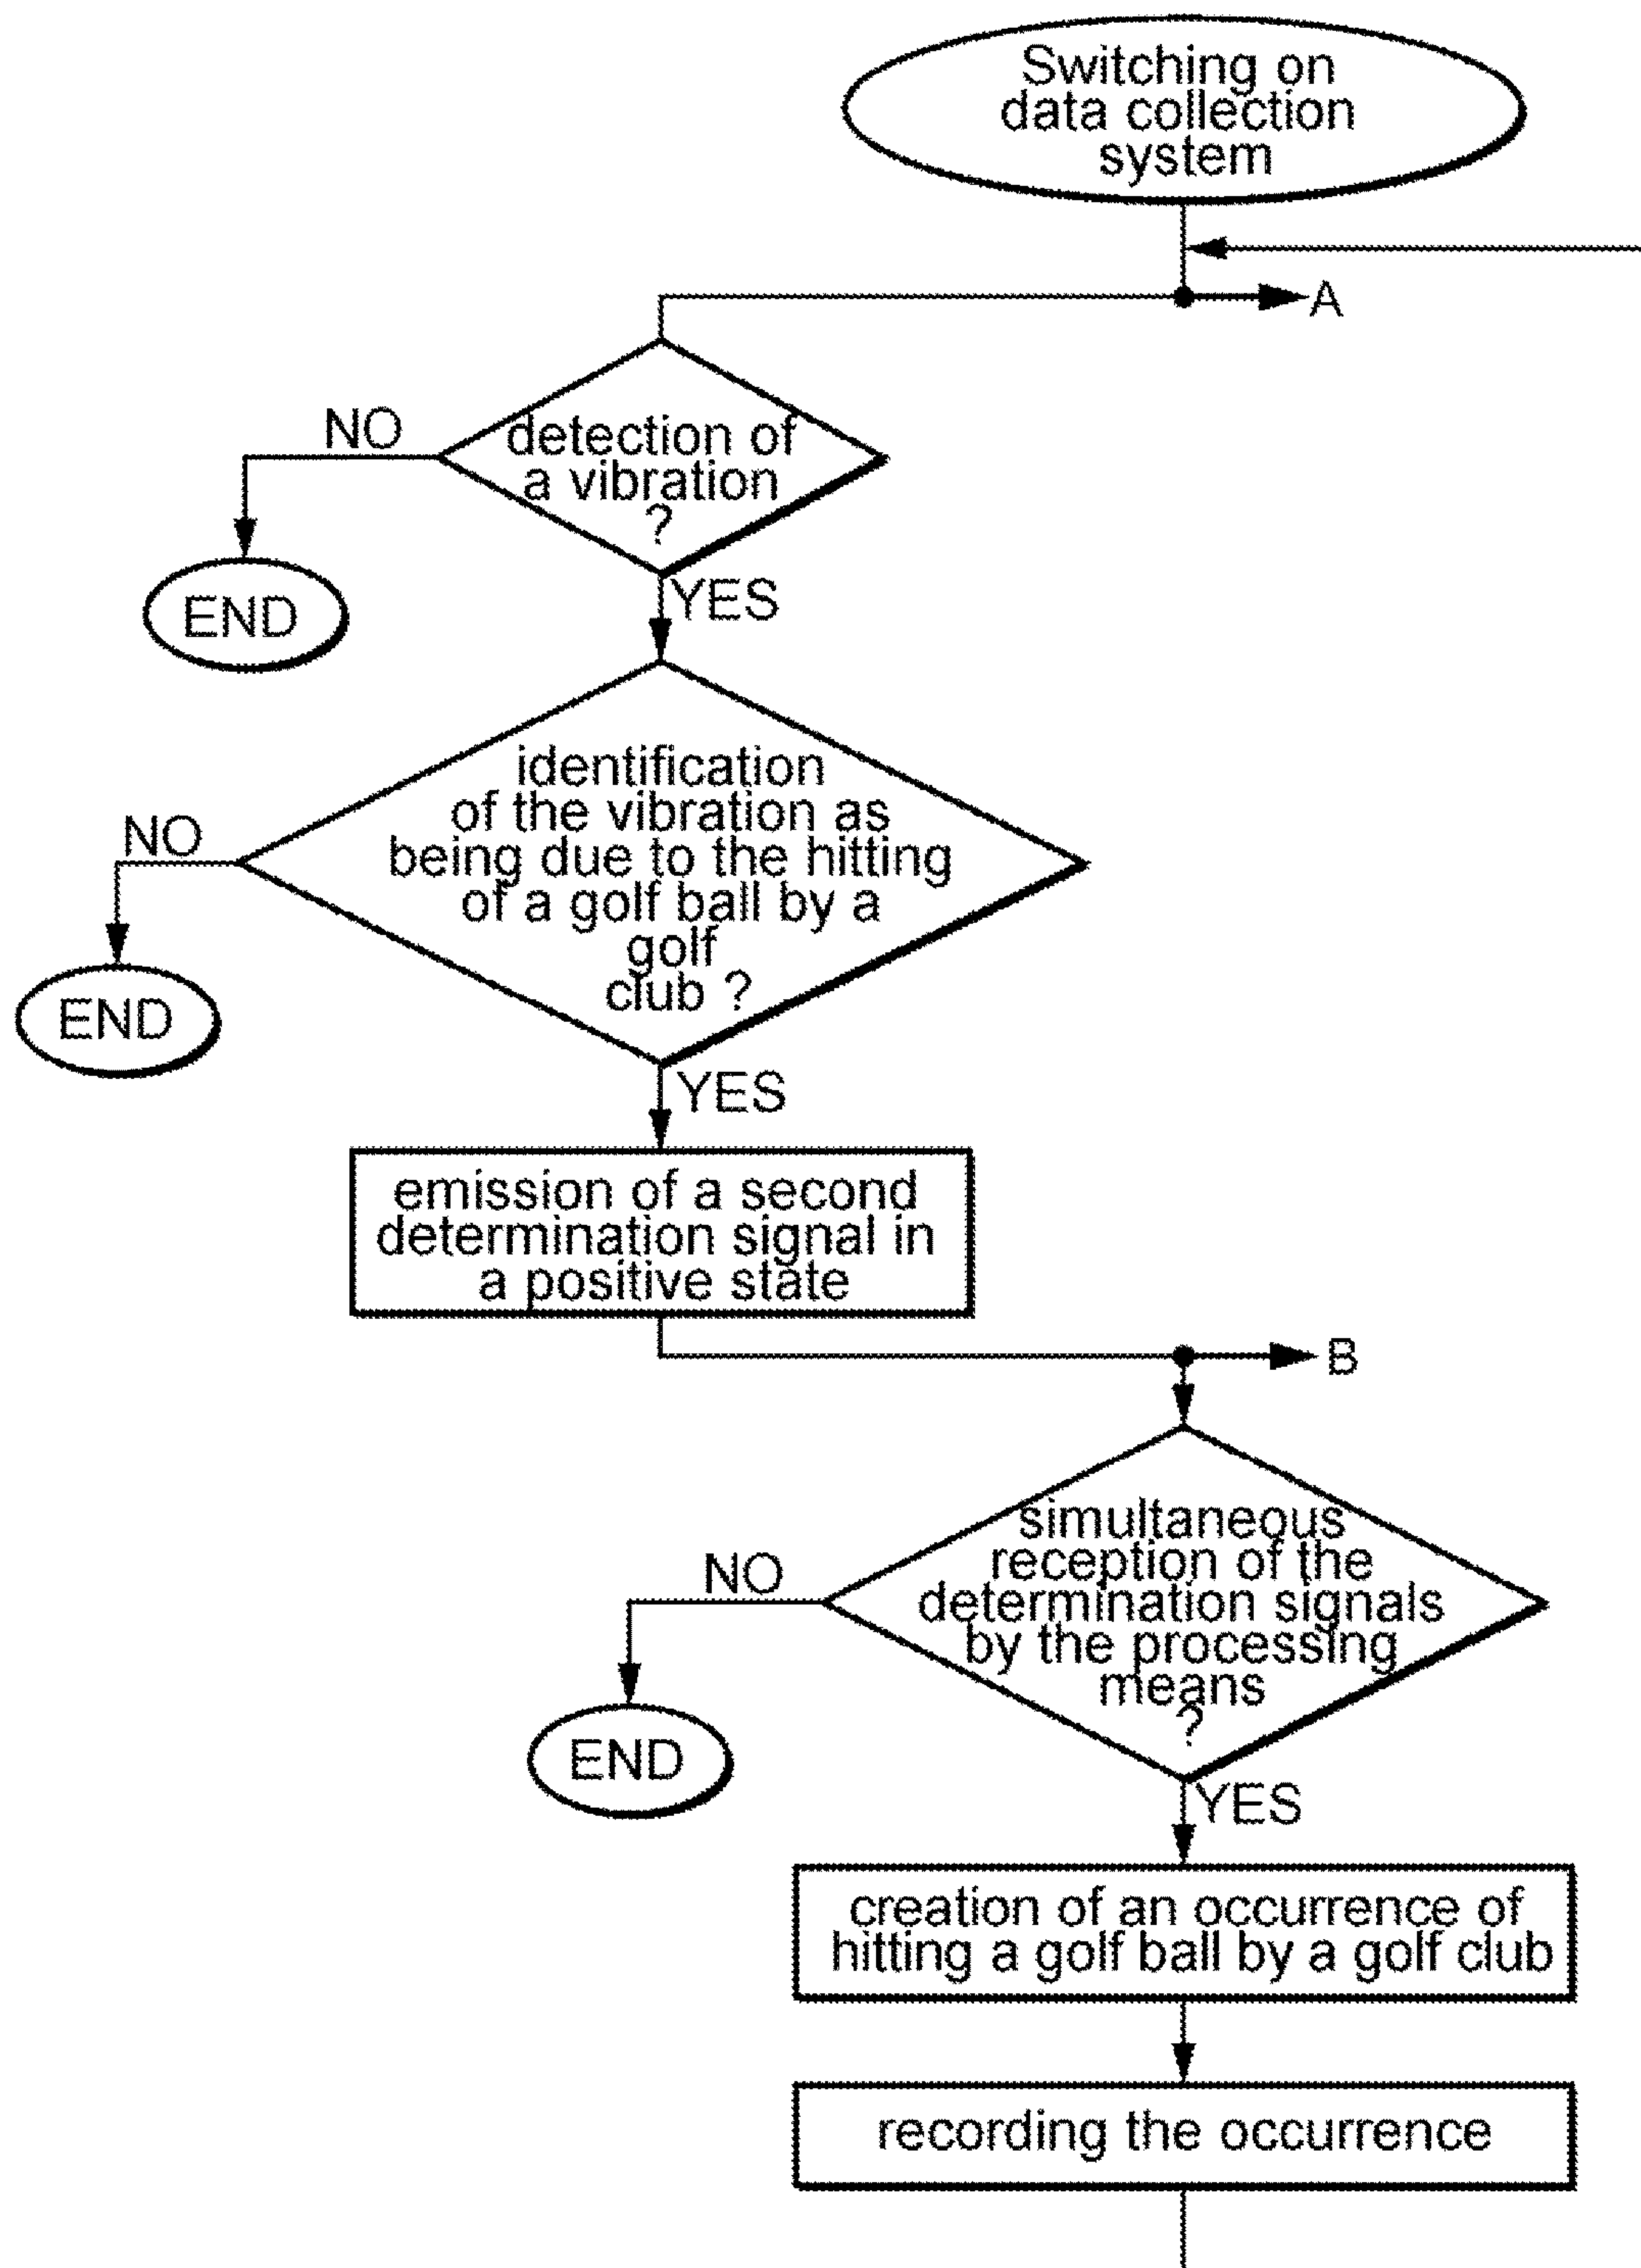 Switching on
data collection
system
A
NO
detection of
a vibration
?
END
YES
identification
of the vibration as
being due to the hitting
of a golf ball by a
golf
club ?
NO
END
YES
emission of a second
determination signal in
a positive state
B
simultaneous
reception of the
determination signals
by the processing
means
?
NO
END
YES
creation of an occurrence of
hitting a golf ball by a golf club
recording the occurrence